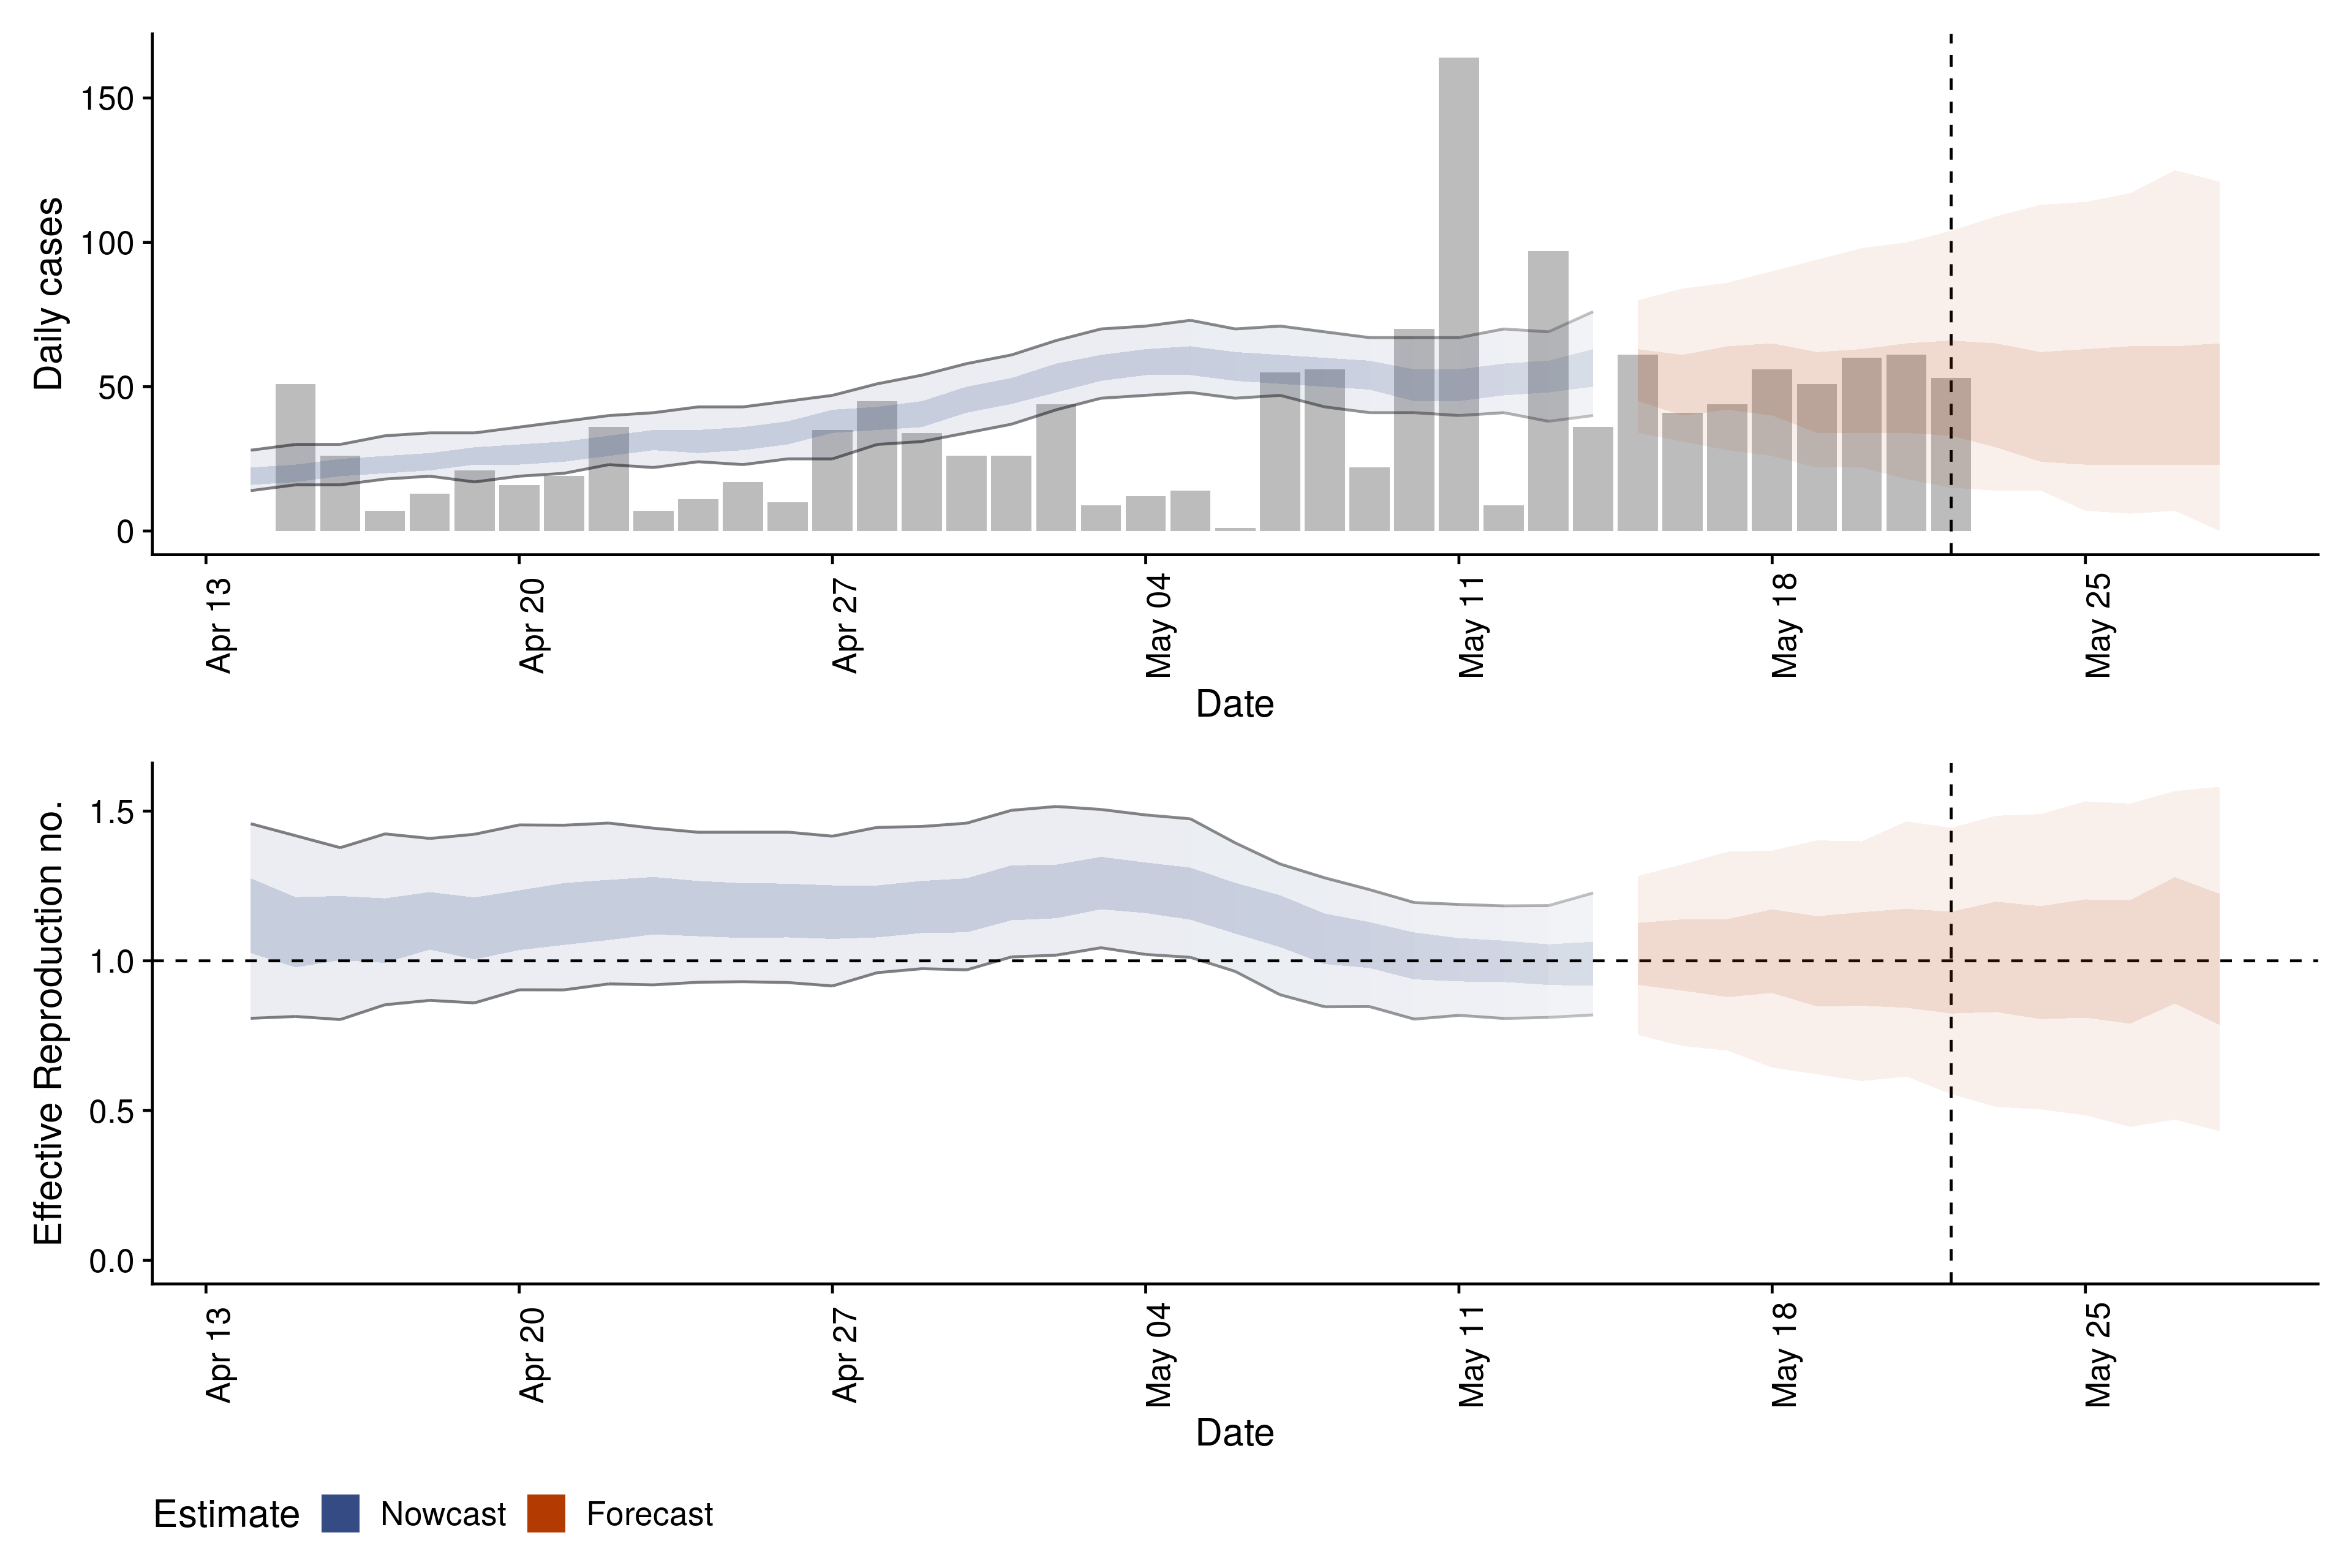 Daily cases
150
100
50
0
Apr 13
Apr 20
Apr 27
May 04
May 11
May 18
May 25
Date
Effective Reproduction no.
1.5
1.0
0.5
0.0
Apr 13
Apr 20
Apr 27
May 04
May 11
May 18
May 25
Date
Estimate Nowcast Forecast